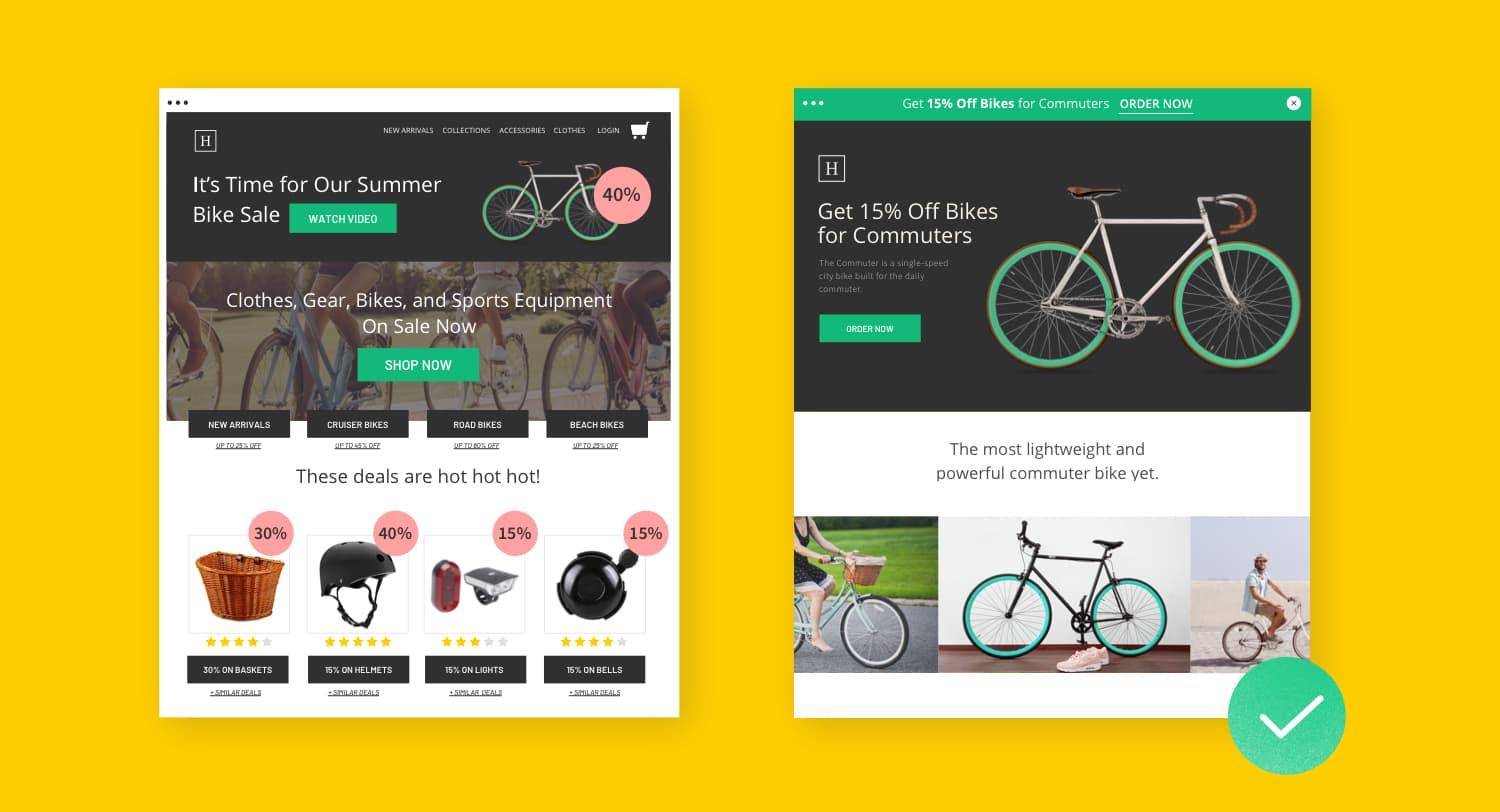 NEW ARRIVALS COLLECTIONS ACCESSORIES CLOTHES LOGIN
H
It’s Time for Our Summer
Bike Sale WATCH VIDEO
40%
Clothes, Gear, Bikes, and Sports Equipment
On Sale Now
SHOP NOW
NEW ARRIVALS CRUISER BIKES ROAD BIKES BEACH BIKES
UP TO 25% OFF UP TO 45% OFF UP TO 60% OFF UP TO 25% OFF
These deals are hot hot hot!
30% 40% 15% 15%
30% ON BASKETS 15% ON HELMETS 15% ON LIGHTS 15% ON BELLS
+ SIMILAR DEALS + SIMILAR DEALS + SIMILAR DEALS + SIMILAR DEALS
Get 15% Off Bikes for Commuters ORDER NOW
H
Get 15% Off Bikes
for Commuters
The Commuter is a single-speed
city bike built for the daily
commuter.
ORDER NOW
The most lightweight and
powerful commuter bike yet.